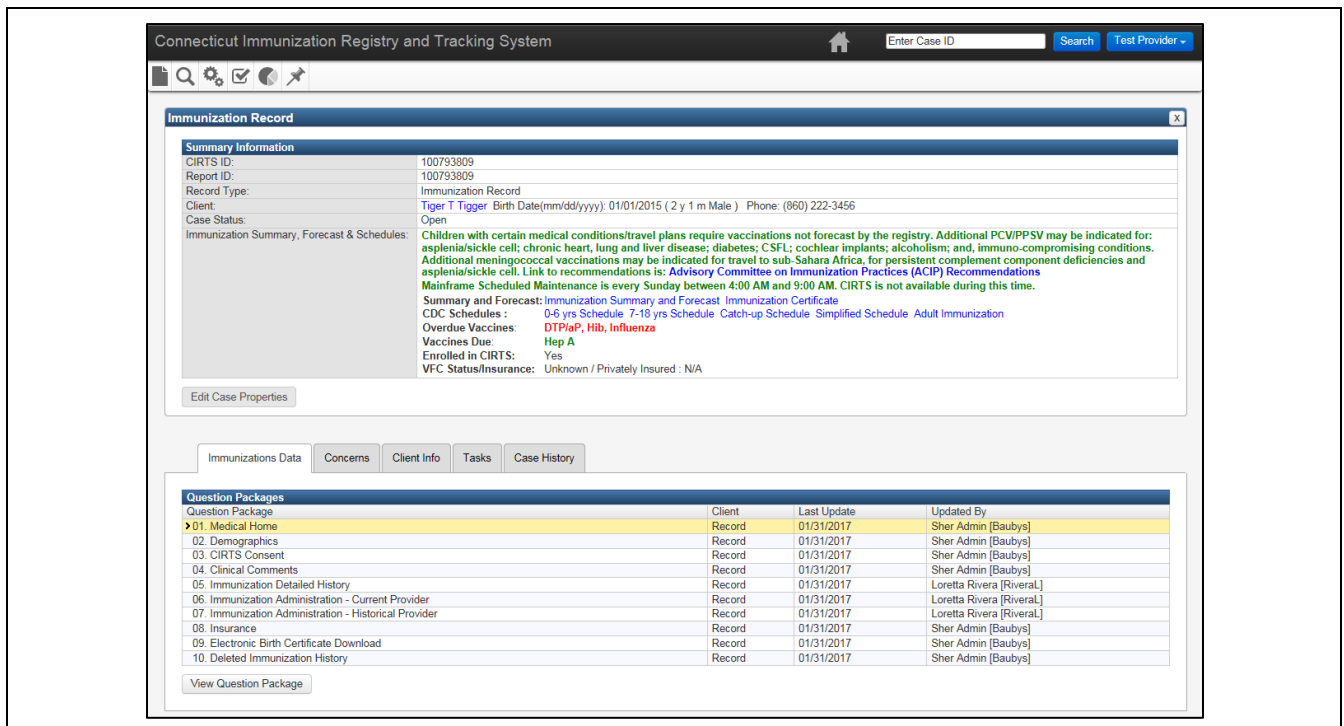 Connecticut Immunization Registry and Tracking System
Enter Case ID
Search
Test Provider
Immunization Record
X
Summary Information
CIRTS ID: 100793809
Report ID: 100793809
Record Type: Immunization Record
Client: Tiger T Tigger Birth Date(mm/dd/yyyy): 01/01/2015 ( 2 y 1 m Male ) Phone: (860) 222-3456
Case Status: Open
Immunization Summary, Forecast & Schedules: Children with certain medical conditions/travel plans require vaccinations not forecast by the registry. Additional PCV/PPSV may be indicated for:
asplenia/sickle cell; chronic heart, lung and liver disease; diabetes; CSFL; cochlear implants; alcoholism; and, immuno-compromising conditions.
Additional meningococcal vaccinations may be indicated for travel to sub-Sahara Africa, for persistent complement component deficiencies and
asplenia/sickle cell. Link to recommendations is: Advisory Committee on Immunization Practices (ACIP) Recommendations
Mainframe Scheduled Maintenance is every Sunday between 4:00 AM and 9:00 AM. CIRTS is not available during this time.
Summary and Forecast: Immunization Summary and Forecast Immunization Certificate
CDC Schedules : 0-6 yrs Schedule 7-18 yrs Schedule Catch-up Schedule Simplified Schedule Adult Immunization
Overdue Vaccines: DTP/aP, Hib, Influenza
Vaccines Due: Hep A
Enrolled in CIRTS: Yes
VFC Status/Insurance: Unknown / Privately Insured : N/A
Edit Case Properties
Immunizations Data Concerns Client Info Tasks Case History
Question Packages
Question Package Client Last Update Updated By
01. Medical Home Record 01/31/2017 Sher Admin [Baubys]
02. Demographics Record 01/31/2017 Sher Admin [Baubys]
03. CIRTS Consent Record 01/31/2017 Sher Admin [Baubys]
04. Clinical Comments Record 01/31/2017 Sher Admin [Baubys]
05. Immunization Detailed History Record 01/31/2017 Loretta Rivera [RiveraL]
06. Immunization Administration - Current Provider Record 01/31/2017 Loretta Rivera [RiveraL]
07. Immunization Administration - Historical Provider Record 01/31/2017 Loretta Rivera [RiveraL]
08. Insurance Record 01/31/2017 Sher Admin [Baubys]
09. Electronic Birth Certificate Download Record 01/31/2017 Sher Admin [Baubys]
10. Deleted Immunization History Record 01/31/2017 Sher Admin [Baubys]
View Question Package